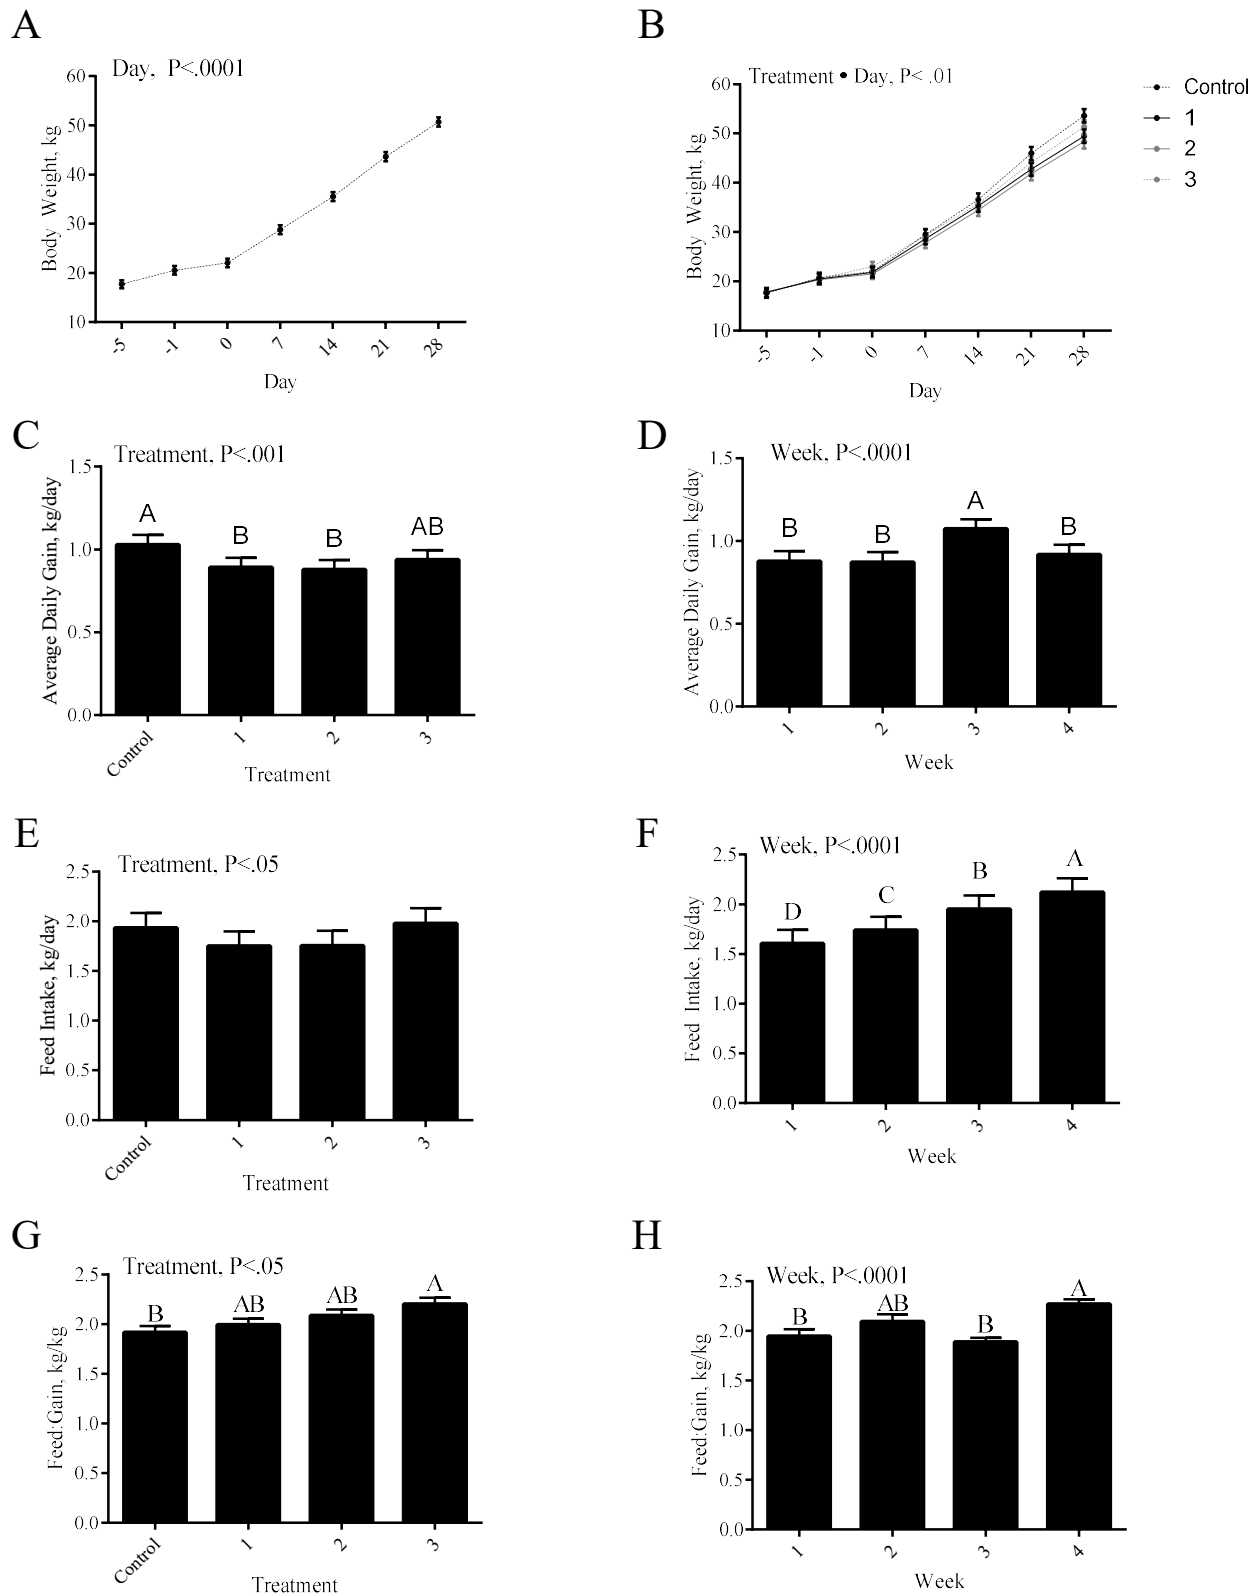 A
Day, P<.0001
Body Weight, kg
60
50
40
30
20
10
-5
-1
0
7
14
21
28
Day
B
Treatment • Day, P< .01
Body Weight, kg
60
50
40
30
20
10
-5
-1
0
7
14
21
28
Day
Control
1
2
3
C
Treatment, P<.001
Average Daily Gain, kg/day
1.5
1.0
0.5
0.0
A
B
B
AB
Control
1
2
3
Treatment
D
Week, P<.0001
Average Daily Gain, kg/day
1.5
1.0
0.5
0.0
B
B
A
B
1
2
3
4
Week
E
Treatment, P<.05
Feed Intake, kg/day
2.5
2.0
1.5
1.0
0.5
0.0
Control
1
2
3
Treatment
F
Week, P<.0001
Feed Intake, kg/day
2.5
2.0
1.5
1.0
0.5
0.0
D
C
B
A
1
2
3
4
Week
G
Treatment, P<.05
Feed:Gain, kg/kg
2.5
2.0
1.5
1.0
0.5
0.0
B
AB
AB
A
Control
1
2
3
Treatment
H
Week, P<.0001
Feed:Gain, kg/kg
2.5
2.0
1.5
1.0
0.5
0.0
B
AB
B
A
1
2
3
4
Week